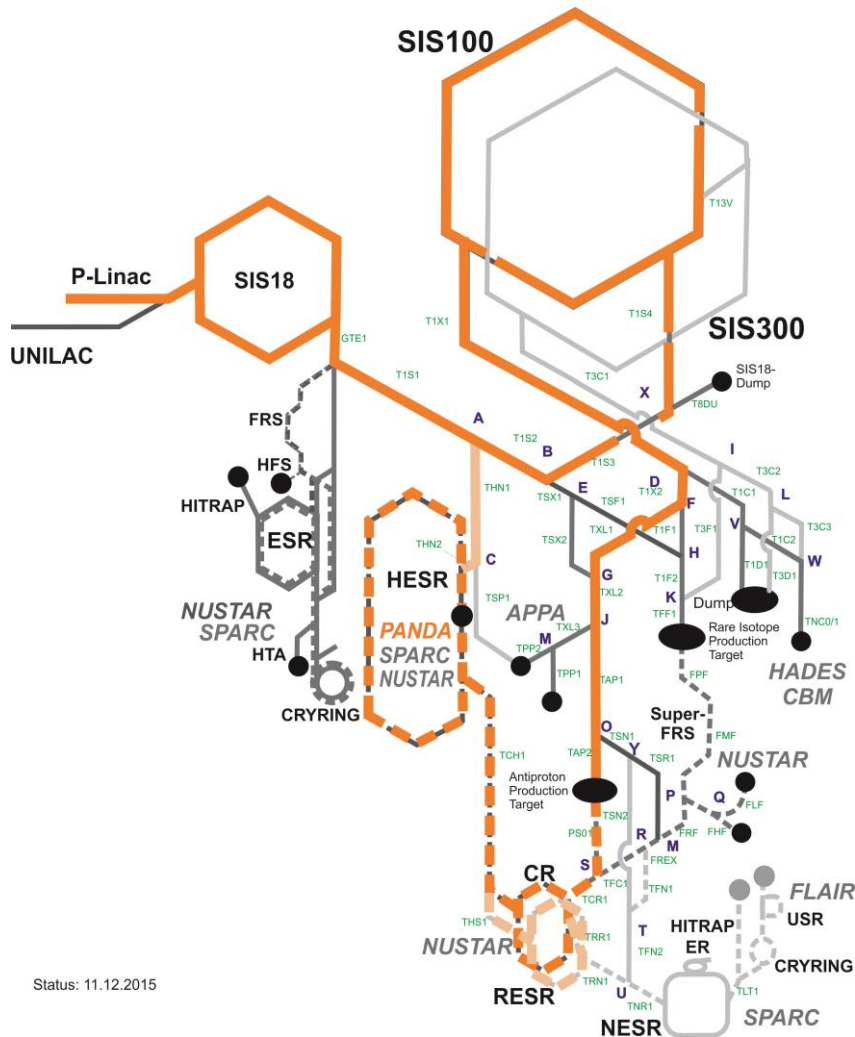 SIS100
T13V
P-Linac
SIS18
UNILAC
GTE1
T1X1
T1S4
SIS300
T1S1
T3C1
SIS18-
Dump
X
T8DU
FRS
A
T1S2
B
HFS
T1S3
I
HITRAP
THN1
E
D
T1X2
T3C2
TSX1
TSF1
T1C1
L
F
ESR
TSX2
TXL1
T1F1
T3F1
V
T3C3
T1C2
THN2
C
H
W
HESR
G
T1F2
T1D1
T3D1
TSP1
TXL2
K
Dump
NUSTAR
SPARC
PANDA
SPARC
NUSTAR
APPA
TFF1
Rare Isotope
Production
Target
TNC0/1
TXL3
J
M
HTA
TPP2
TPP1
FPF
HADES
CBM
CRYRING
TAP1
Super-
FRS
O
TSN1
FMF
TCH1
TAP2
Y
TSR1
NUSTAR
Antiproton
Production
Target
P
Q
FLF
TSN2
PS01
R
FRF
FHF
M
S
FREX
CR
TFC1
TFN1
FLAIR
TCR1
THS1
HITRAP
ER
USR
NUSTAR
TRR1
T
TFN2
CRYRING
TRN1
Status: 11.12.2015
RESR
U
TNR1
TLT1
NESR
SPARC